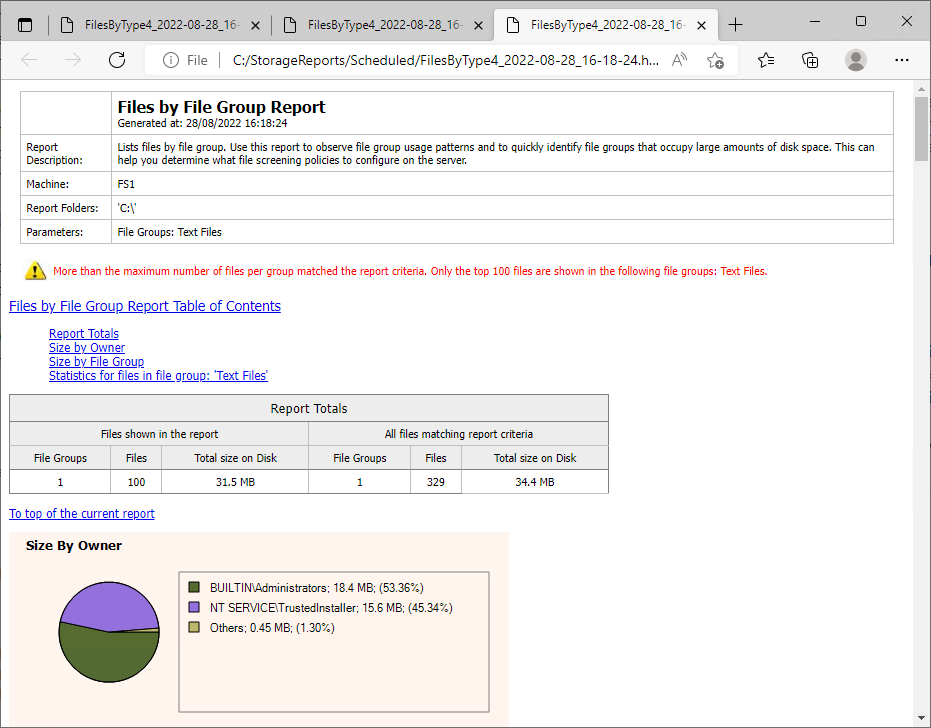 FilesByType4_2022-08-28_16-
FilesByType4_2022-08-28_16-
FilesByType4_2022-08-28_16-
File
C:/StorageReports/Scheduled/FilesByType4_2022-08-28_16-18-24.h...
Files by File Group Report
Generated at: 28/08/2022 16:18:24
Report Description:
Lists files by file group. Use this report to observe file group usage patterns and to quickly identify file groups that occupy large amounts of disk space. This can
help you determine what file screening policies to configure on the server.
Machine:
FS1
Report Folders:
'C:\'
Parameters:
File Groups: Text Files
More than the maximum number of files per group matched the report criteria. Only the top 100 files are shown in the following file groups: Text Files.
Files by File Group Report Table of Contents
Report Totals
Size by Owner
Size by File Group
Statistics for files in file group: 'Text Files'
Report Totals
Files shown in the report All files matching report criteria
File Groups Files Total size on Disk File Groups Files Total size on Disk
1 100 31.5 MB 1 329 34.4 MB
To top of the current report
Size By Owner
BUILTIN\Administrators; 18.4 MB; (53.36%)
NT SERVICE\TrustedInstaller; 15.6 MB; (45.34%)
Others; 0.45 MB; (1.30%)